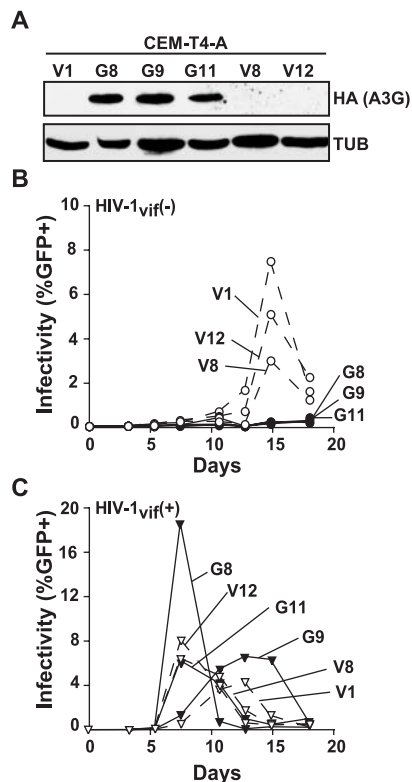 A
CEM-T4-A
V1 G8 G9 G11 V8 V12
HA (A3G)
TUB
B
HIV-1vif(-)
Infectivity (%GFP+)
10
8
6
4
2
0
V1
V12
V8
G8
G9
G11
0 5 10 15 20
Days
C
HIV-1vif(+)
Infectivity (%GFP+)
20
16
12
8
4
0
G8
V12
G11
G9
V8
V1
0 5 10 15 20
Days